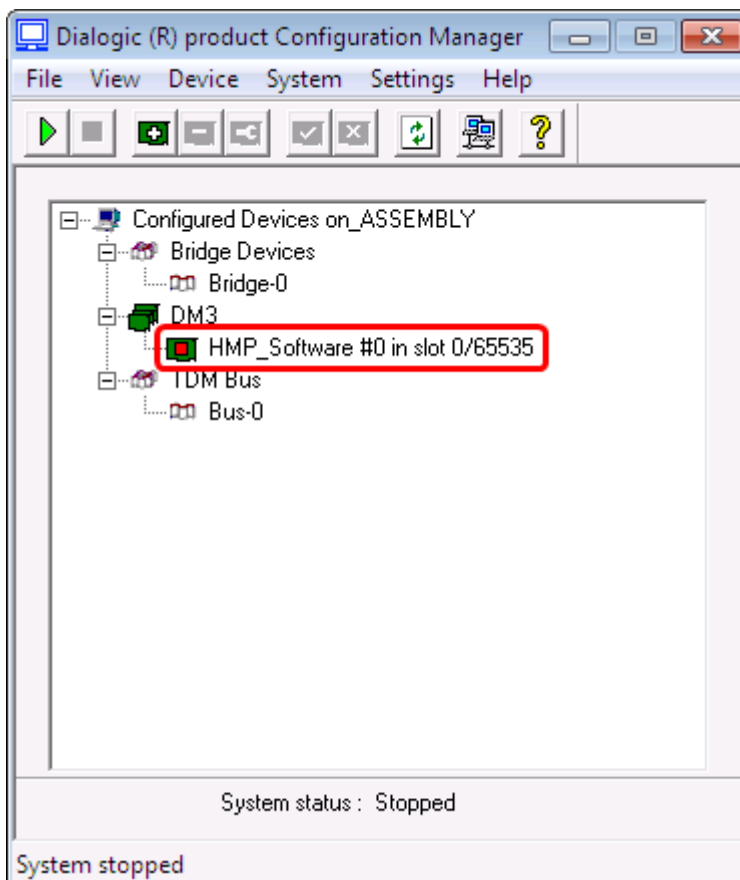 Dialogic (R) product Configuration Manager
File View Device System Settings Help
Configured Devices on_ASSEMBLY
Bridge Devices
Bridge-0
DM3
HMP_Software #0 in slot 0/65535
TDM Bus
Bus-0
System status : Stopped
System stopped